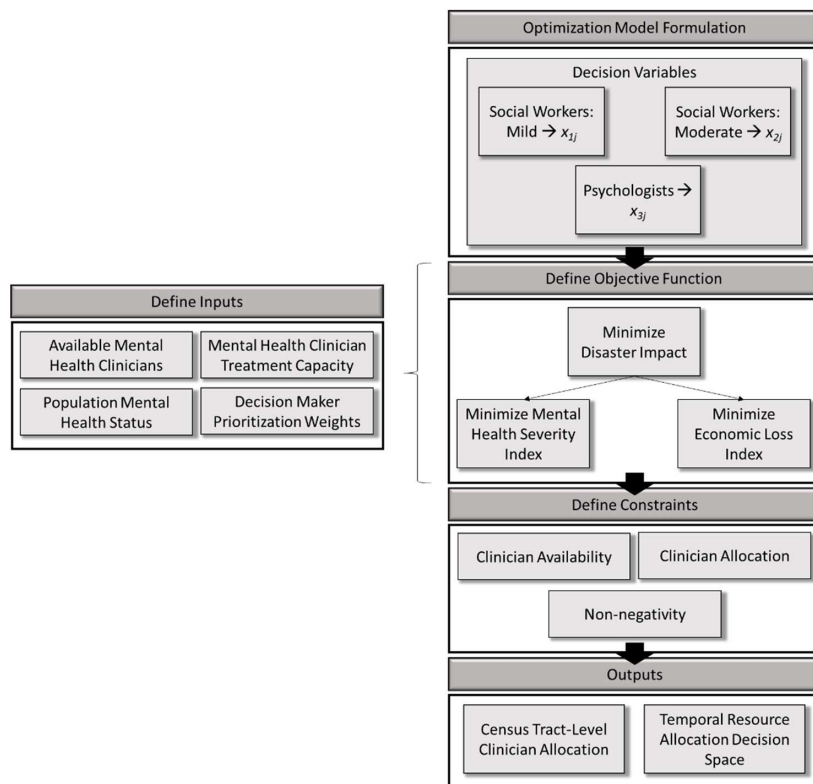 Optimization Model Formulation
Decision Variables
Social Workers:
Mild → x1j
Social Workers:
Moderate → x2j
Psychologists →
x3j
Define Inputs
Available Mental
Health Clinicians
Mental Health Clinician
Treatment Capacity
Population Mental
Health Status
Decision Maker
Prioritization Weights
Define Objective Function
Minimize
Disaster Impact
Minimize Mental
Health Severity
Index
Minimize
Economic Loss
Index
Define Constraints
Clinician Availability
Clinician Allocation
Non-negativity
Outputs
Census Tract-Level
Clinician Allocation
Temporal Resource
Allocation Decision
Space